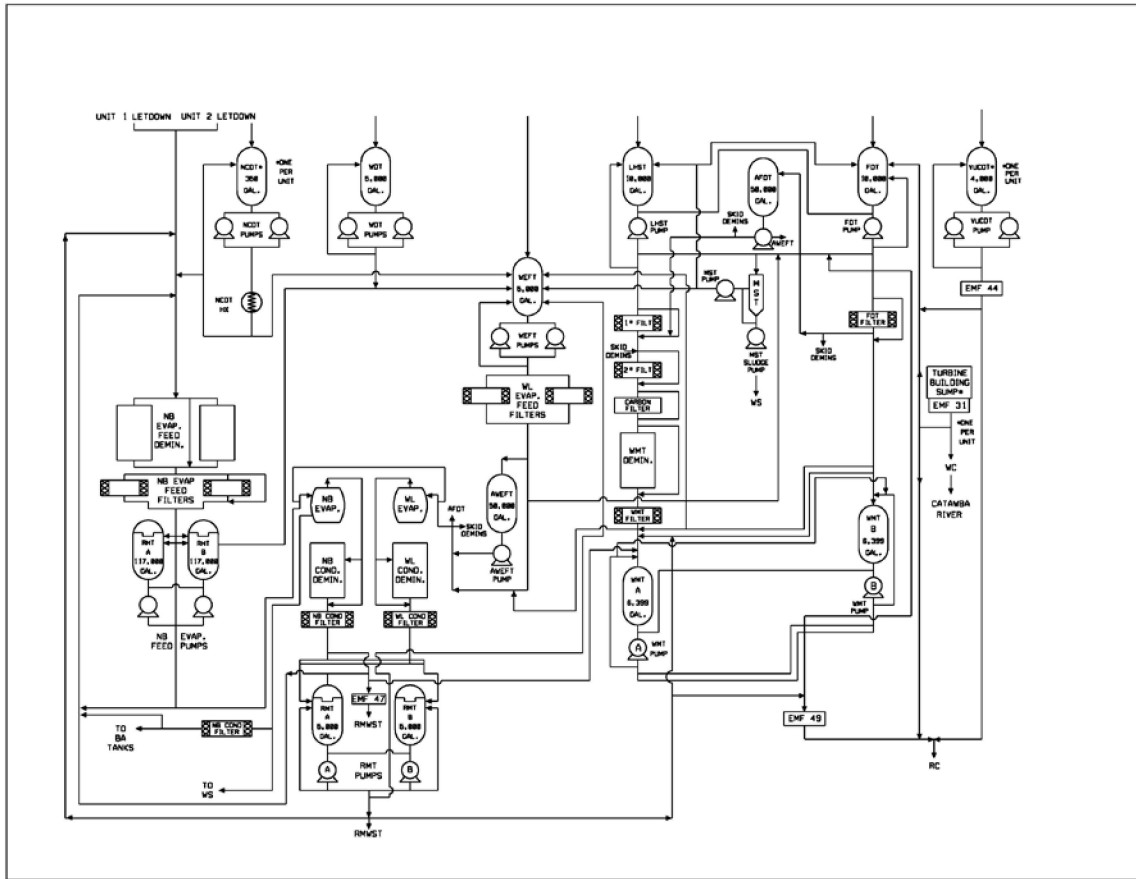 UNIT 1 LETDOWN UNIT 2 LETDOWN
NCDT*
350
GAL.
*ONE
PER
UNIT
NCDT
PUMPS
NCDT
HX
WDT
5,000
GAL.
WDT
PUMPS
WEFT
5,000
GAL.
WEFT
PUMPS
WL
EVAP.
FEED
FILTERS
LHST
10,000
GAL.
LHST
PUMP
AFDT
50,000
GAL.
SKID
DEMINS
AWEFT
FDT
10,000
GAL.
FDT
PUMP
VUCDT*
4,000
GAL.
*ONE
PER
UNIT
VUCDT
PUMP
EMF 44
MST
PUMP
MST
MST
SLUDGE
PUMP
WS
1° FILT
SKID
DEMINS
2° FILT
CARBON
FILTER
WMT
DEMIN.
WMT
FILTER
FDT
FILTER
SKID
DEMINS
TURBINE
BUILDING
SUMP*
EMF 31
*ONE
PER
UNIT
WC
CATAWBA
RIVER
NB
EVAP.
FEED
DEMIN.
NB EVAP
FEED
FILTERS
RMT
A
117,000
GAL.
RMT
B
117,000
GAL.
NB EVAP.
FEED PUMPS
NB
EVAP.
WL
EVAP.
AFDT
SKID
DEMINS
AWEFT
50,000
GAL.
AWEFT
PUMP
NB
COND.
DEMIN.
WL
COND.
DEMIN.
NB COND
FILTER
WL COND
FILTER
WMT
A
6,399
GAL.
A
WMT
PUMP
WMT
B
6,399
GAL.
B
WMT
PUMP
EMF 47
RMWST
RMT
A
5,000
GAL.
RMT
B
5,000
GAL.
A
RMT
PUMPS
B
RMWST
TO
BA
TANKS
NB COND
FILTER
TO
WS
EMF 49
RC